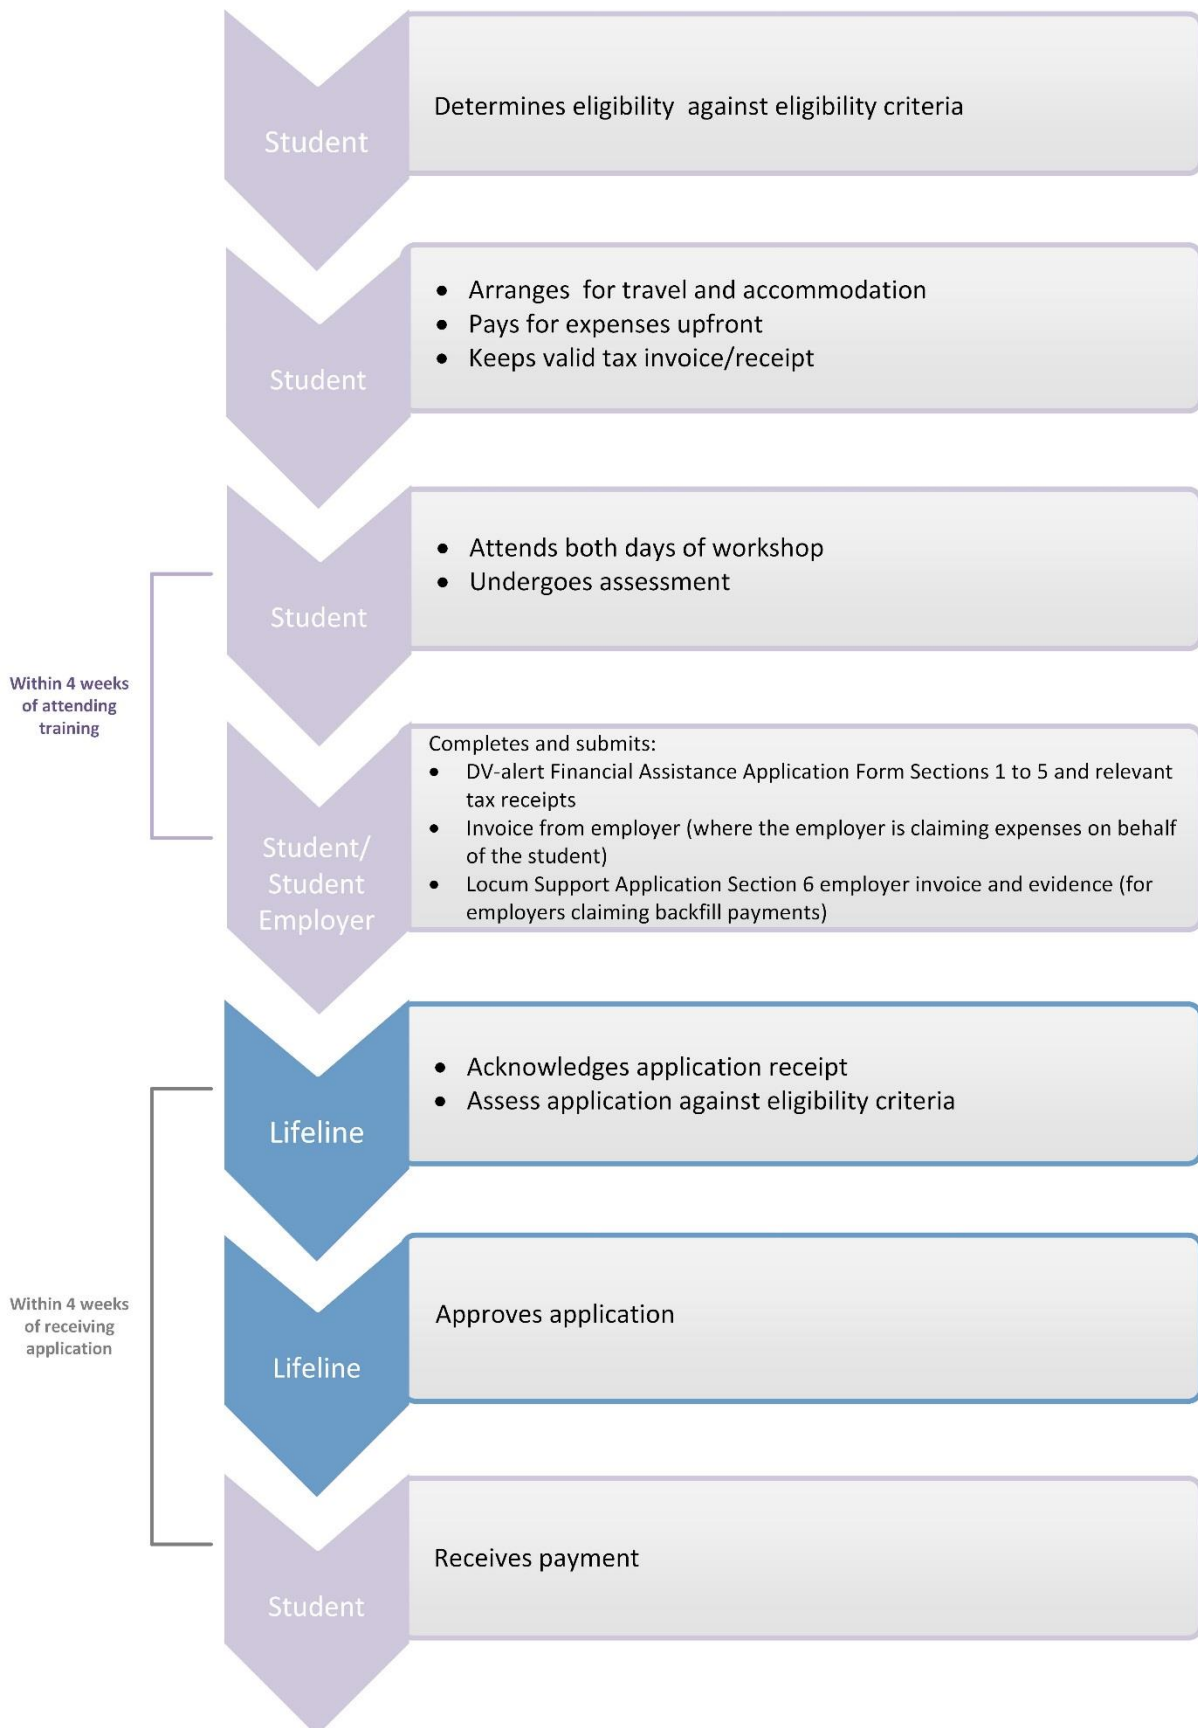 Student
Determines eligibility  against eligibility criteria
Student
• Arranges  for travel and accommodation
• Pays for expenses upfront
• Keeps valid tax invoice/receipt
Student
• Attends both days of workshop
• Undergoes assessment
Within 4 weeks
of attending
training
Student/
Student
Employer
Completes and submits:
• DV-alert Financial Assistance Application Form Sections 1 to 5 and relevant
tax receipts
• Invoice from employer (where the employer is claiming expenses on behalf
of the student)
• Locum Support Application Section 6 employer invoice and evidence (for
employers claiming backfill payments)
Lifeline
• Acknowledges application receipt
• Assess application against eligibility criteria
Within 4 weeks
of receiving
application
Lifeline
Approves application
Student
Receives payment